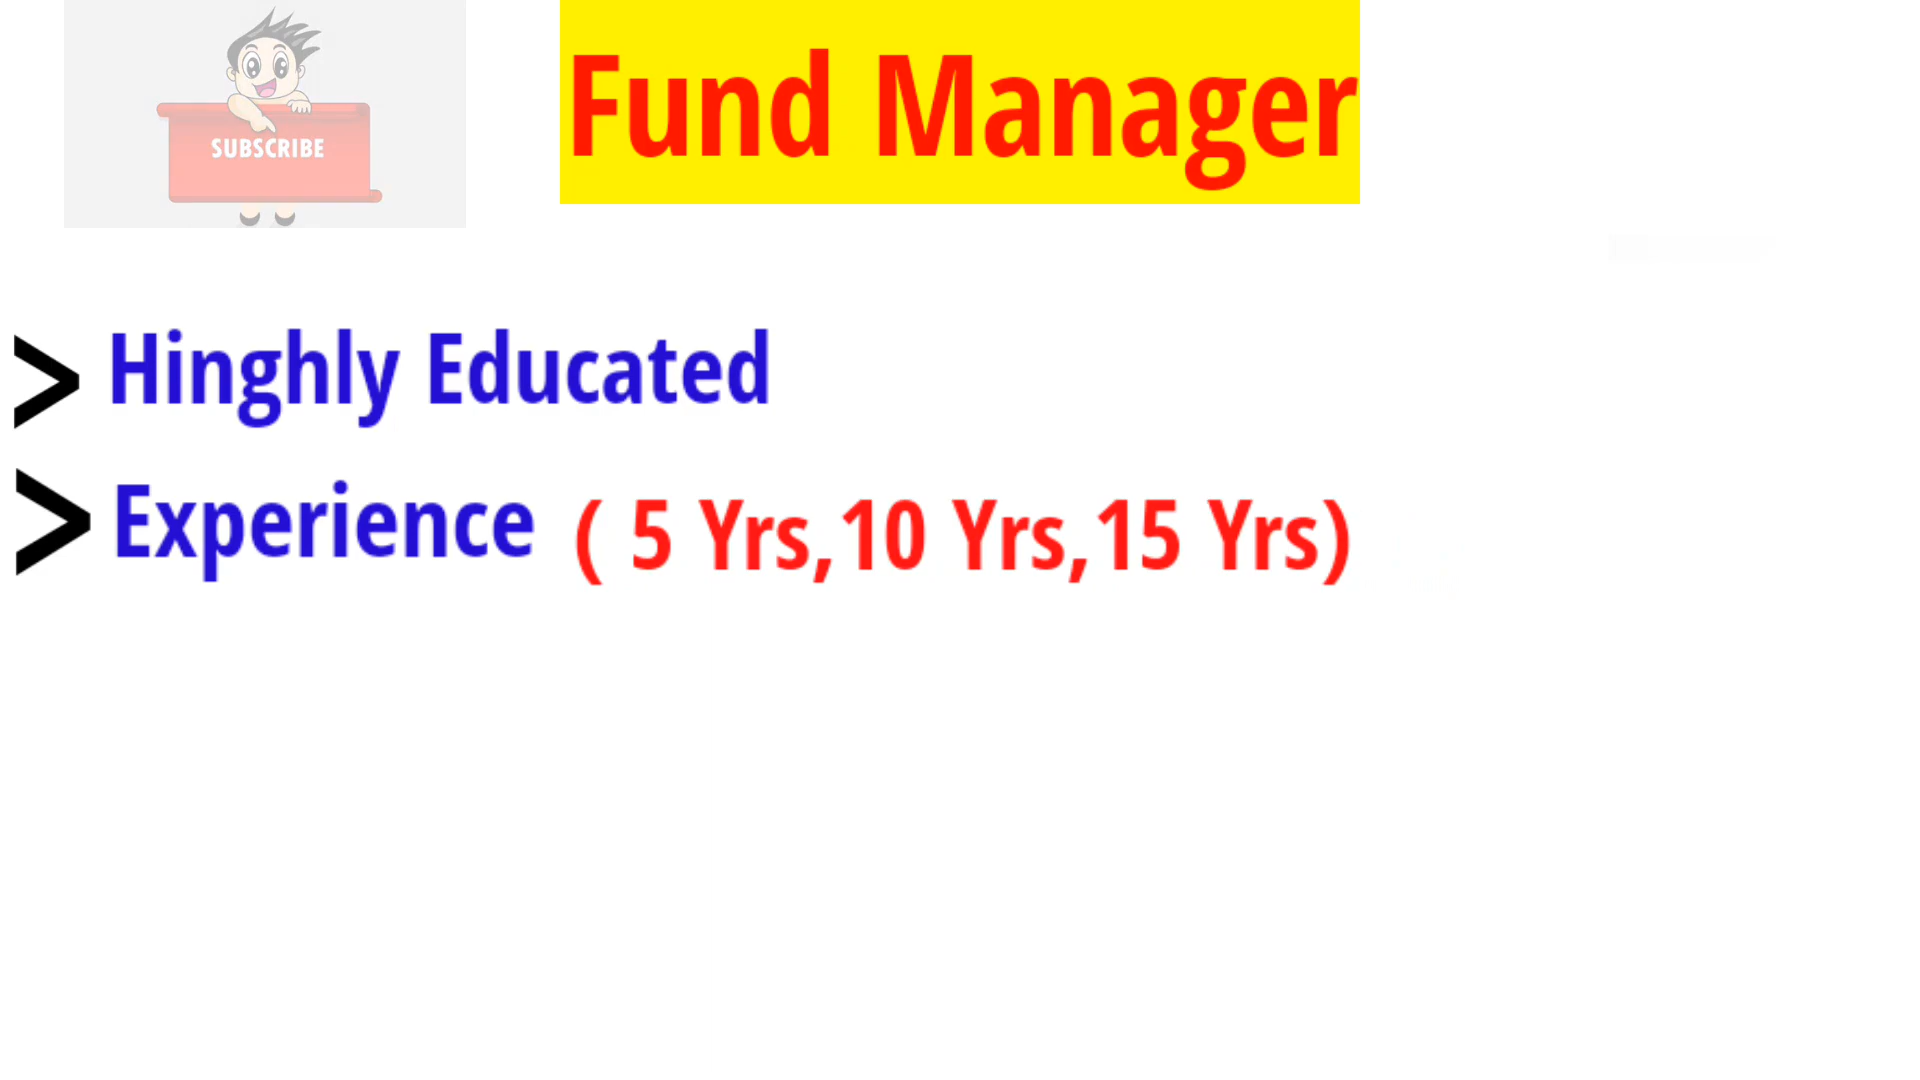 SUBSCRIBE
Fund Manager
> Hinghly Educated
> Experience ( 5 Yrs,10 Yrs,15 Yrs)